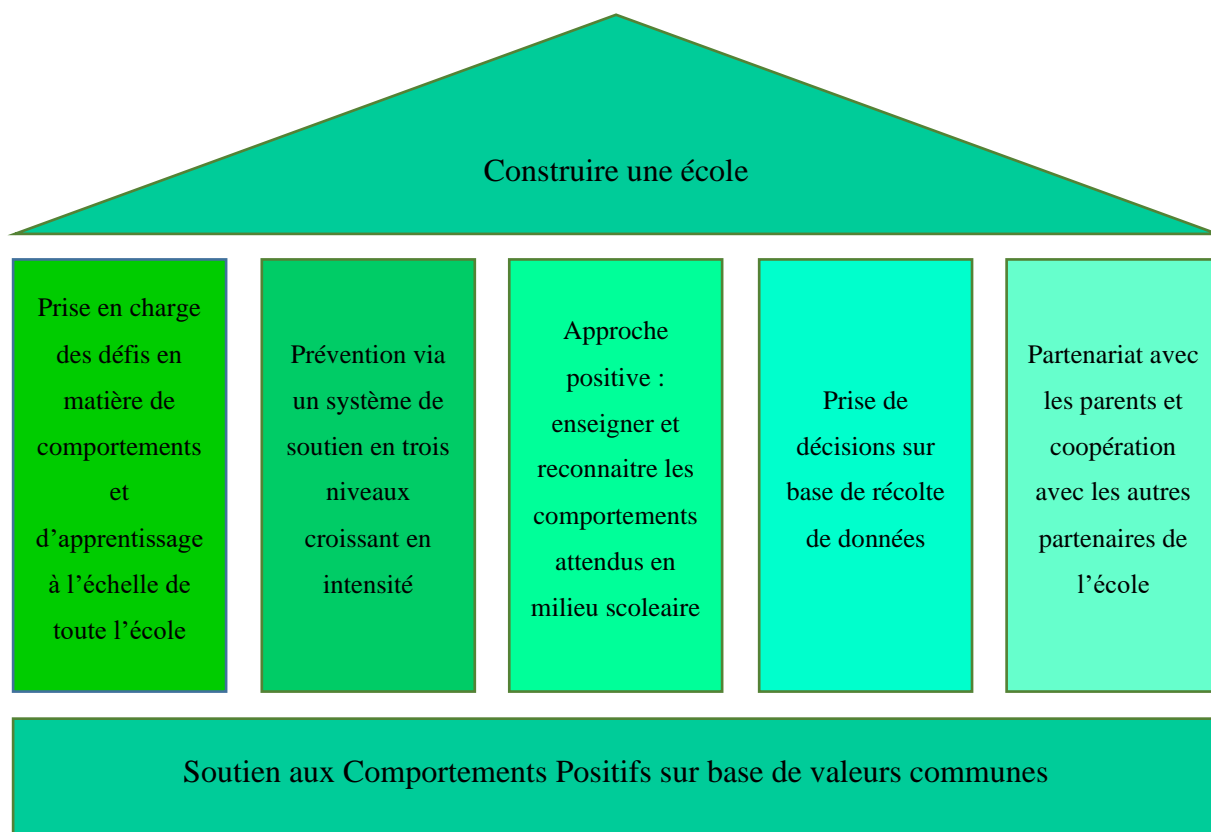 Construire une école
Prise en charge
des défis en
matière de
comportements
et
d’apprentissage
à l’échelle de
toute l’école
Prévention via
un système de
soutien en trois
niveaux
croissant en
intensité
Approche
positive :
enseigner et
reconnaitre les
comportements
attendus en
milieu scoleaire
Prise de
décisions sur
base de récolte
de données
Partenariat avec
les parents et
coopération
avec les autres
partenaires de
l’école
Soutien aux Comportements Positifs sur base de valeurs communes